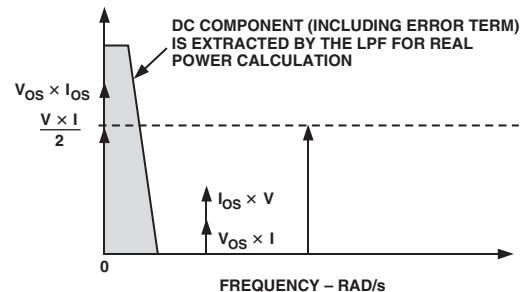 DC COMPONENT (INCLUDING ERROR TERM)
IS EXTRACTED BY THE LPF FOR REAL
POWER CALCULATION
VOS × IOS
V × I
2
IOS × V
VOS × I
0
FREQUENCY – RAD/s